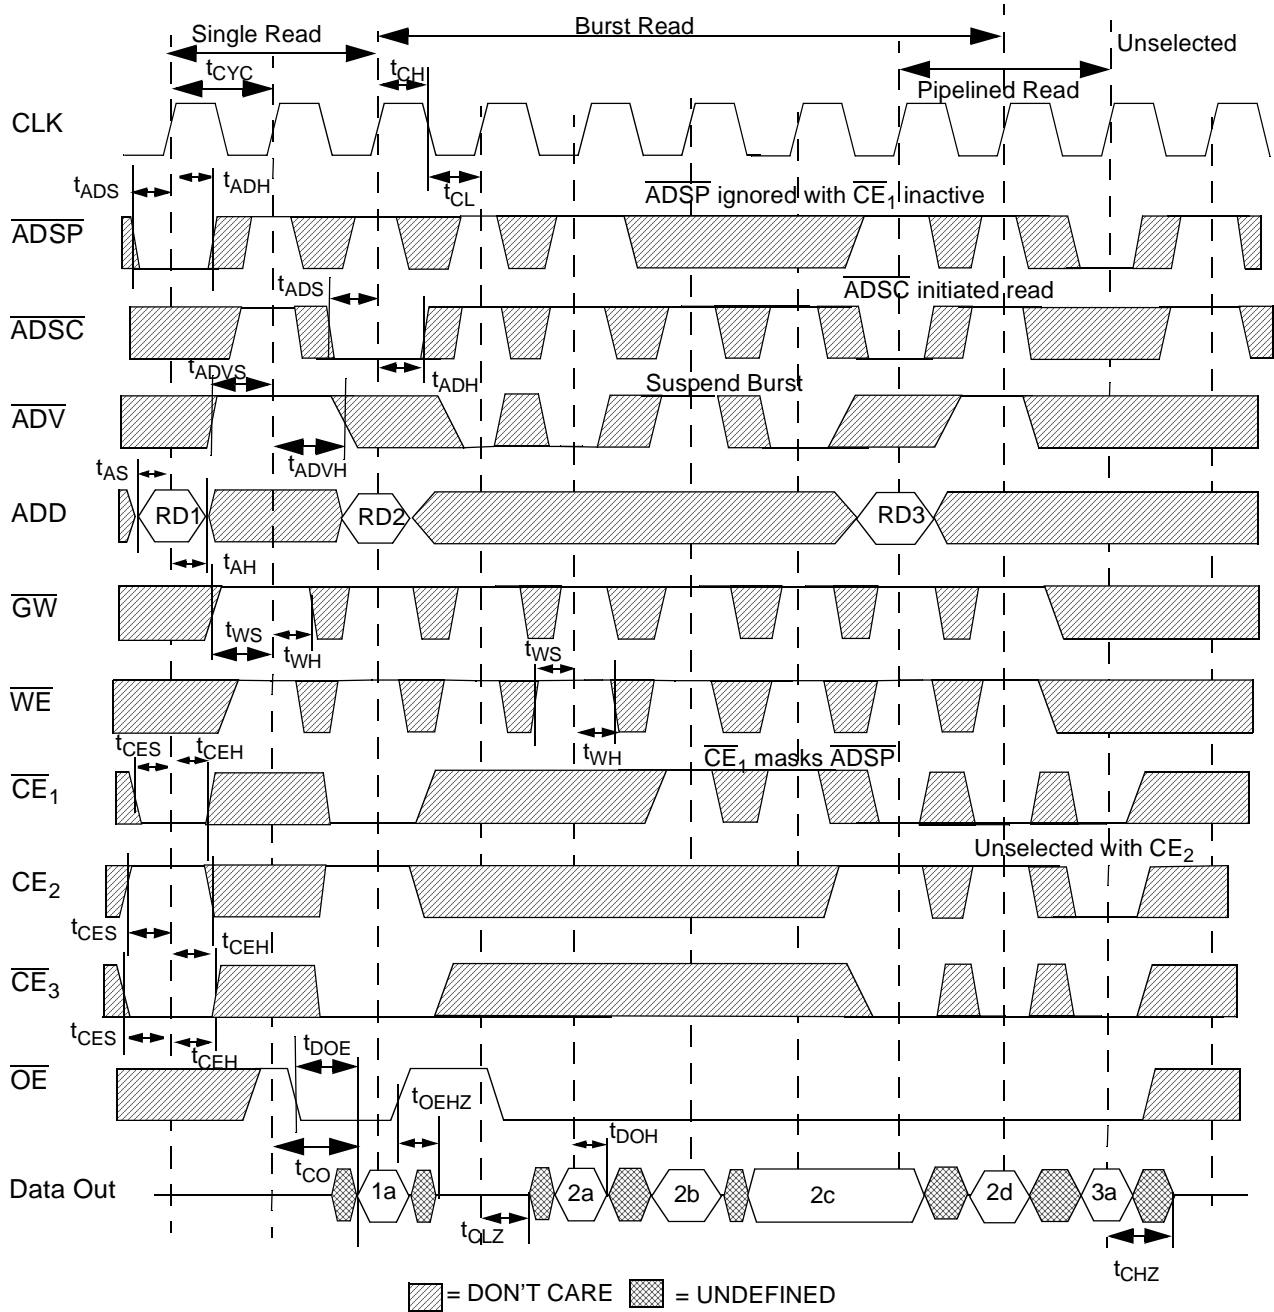 Single Read
Burst Read
Unselected
tCYC
tCH
Pipelined Read
CLK
tADS
tADH
tCL
ADSP ignored with CE1 inactive
ADSP
tADS
ADSC initiated read
ADSC
tADVS
tADH
Suspend Burst
ADV
tADVH
tAS
ADD
RD1
RD2
RD3
tAH
GW
tWS
tWH
tWS
WE
tWH
tCES
tCEH
CE1 masks ADSP
CE1
Unselected with CE2
CE2
tCES
tCEH
CE3
tCES
tCEH
tDOE
OE
tOEHZ
tDOH
tCO
Data Out
1a
2a
2b
2c
2d
3a
tCLZ
tCHZ
= DON'T CARE
= UNDEFINED